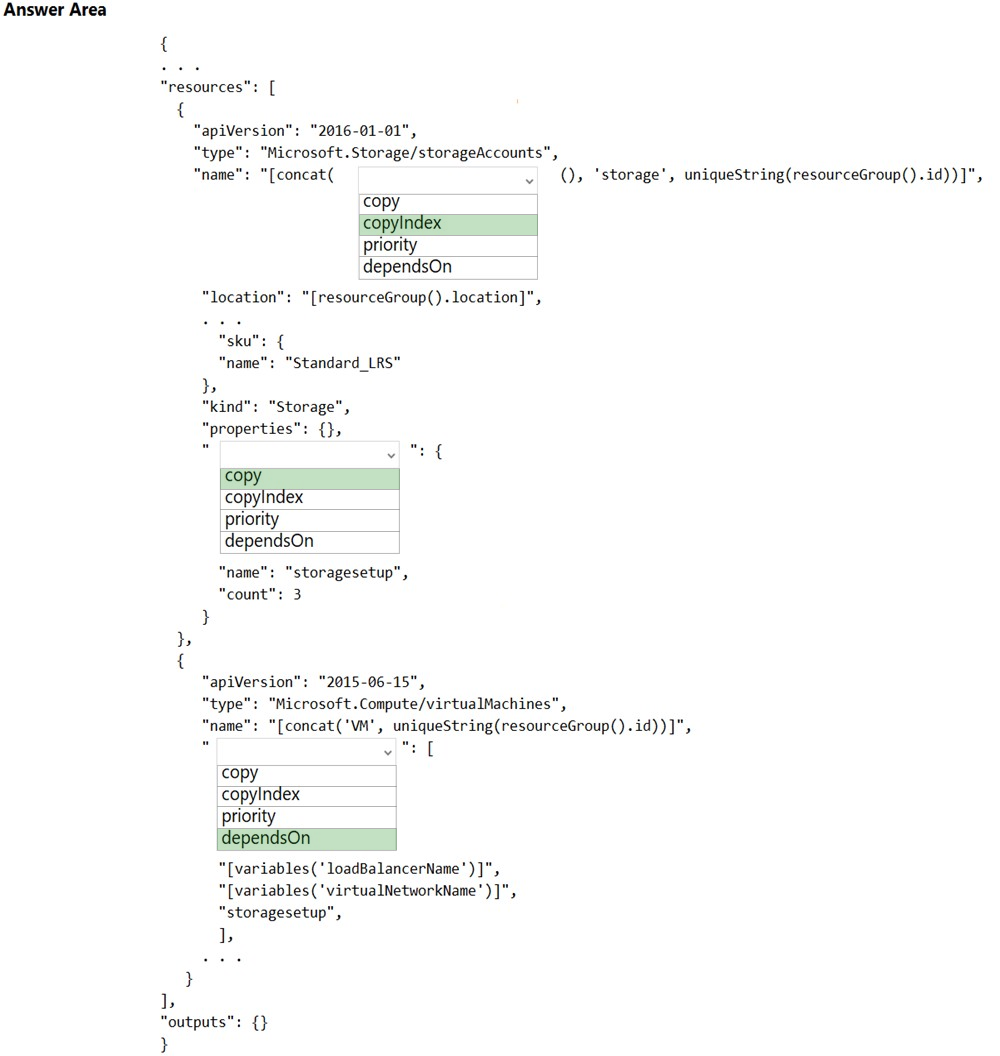 Answer Area
{
. . .
"resources": [
{
"apiVersion": "2016-01-01",
"type": "Microsoft.Storage/storageAccounts",
"name": "[concat( (), 'storage', uniqueString(resourceGroup().id))]",
copy
copyIndex
priority
dependsOn
"location": "[resourceGroup().location]",
. . .
"sku": {
"name": "Standard_LRS"
},
"kind": "Storage",
"properties": {},
" ": {
copy
copyIndex
priority
dependsOn
"name": "storagesetup",
"count": 3
}
},
{
"apiVersion": "2015-06-15",
"type": "Microsoft.Compute/virtualMachines",
"name": "[concat('VM', uniqueString(resourceGroup().id))]",
" ": [
copy
copyIndex
priority
dependsOn
"[variables('loadBalancerName')]",
"[variables('virtualNetworkName')]",
"storagesetup",
],
. . .
}
],
"outputs": {}
}